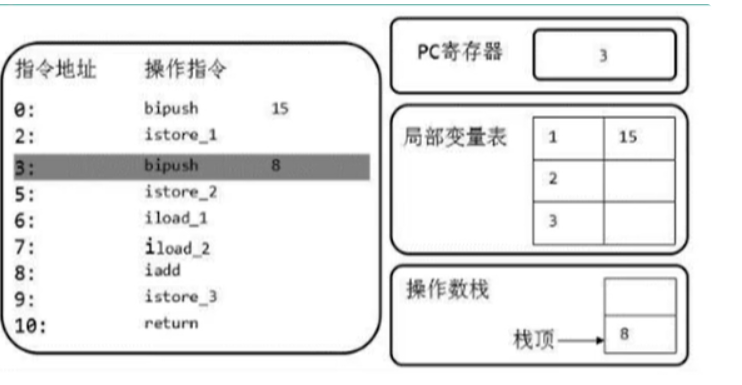 指令地址 操作指令
0: bipush 15
2: istore_1
3: bipush 8
5: istore_2
6: iload_1
7: iload_2
8: iadd
9: istore_3
10: return
PC寄存器 3
局部变量表 1 15
2
3
操作数栈
栈顶 8